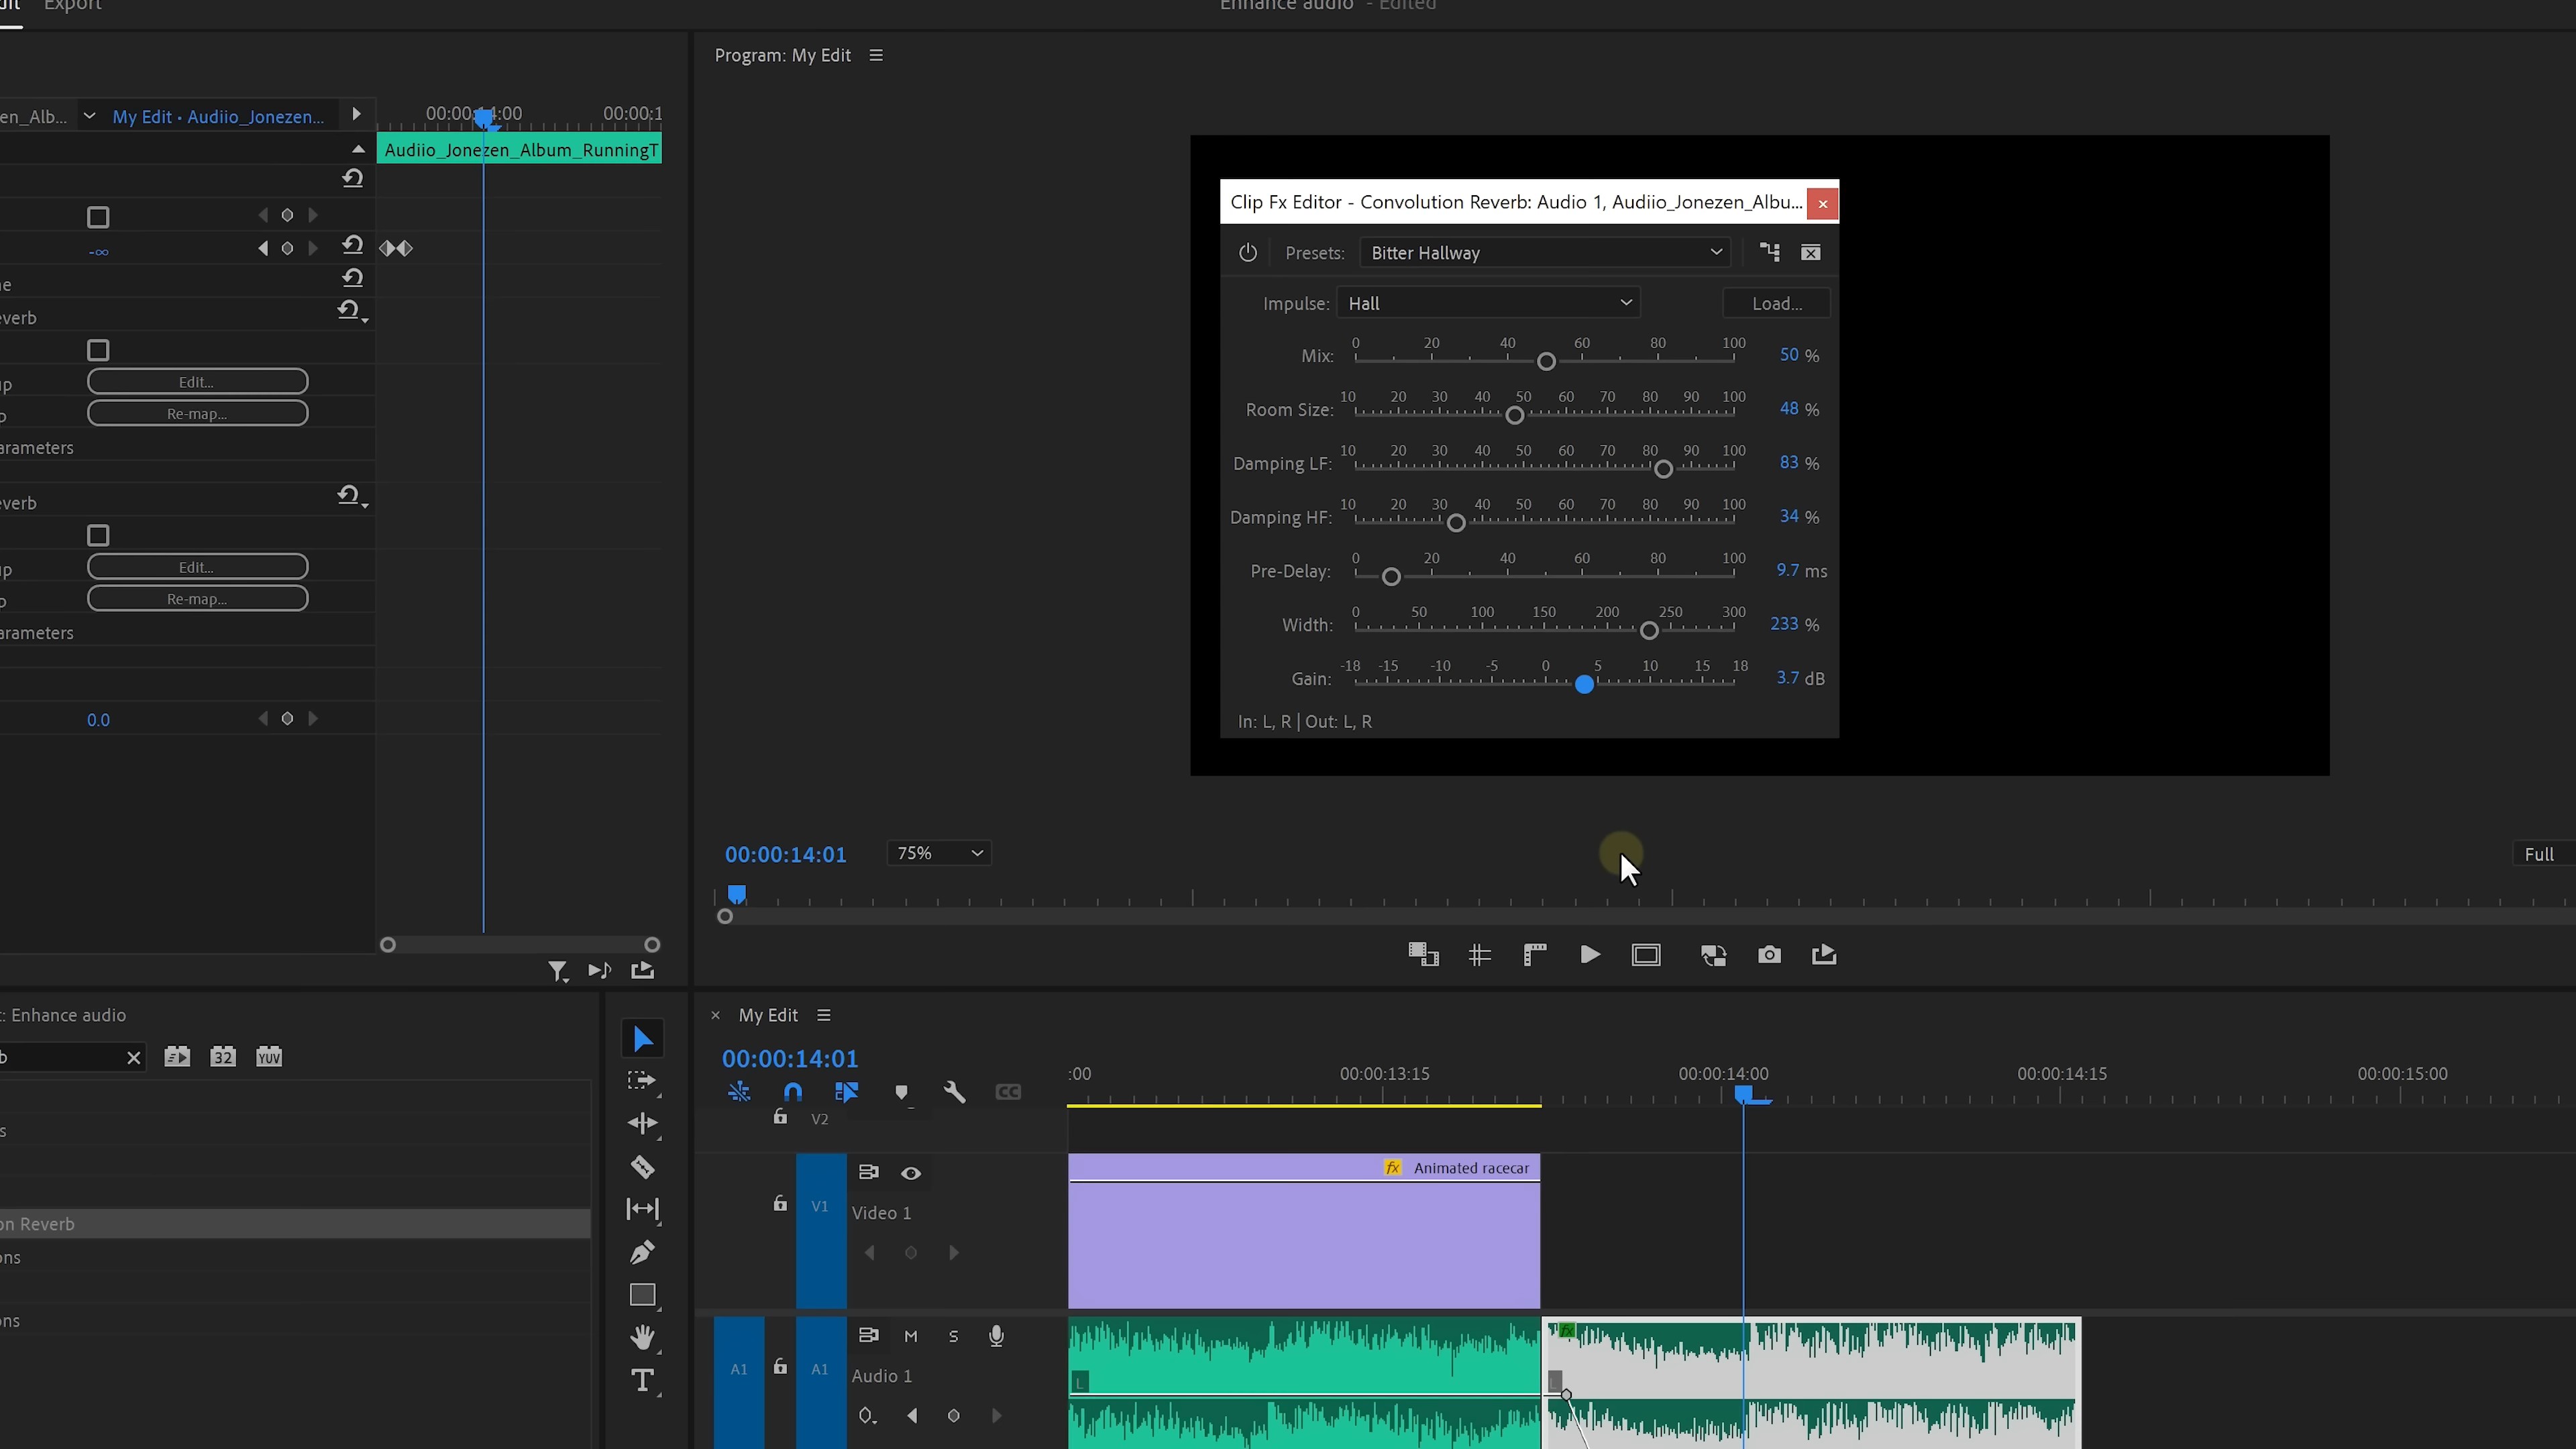 Export
Enhance audio - Edited
Program: My Edit
en_Alb...
My Edit • Audiio_Jonezen...
00:00:14:00
00:00:1
Audiio_Jonezen_Album_RunningT
-∞
e
everb
Edit...
Re-map...
arameters
everb
Edit...
Re-map...
arameters
0.0
Clip Fx Editor - Convolution Reverb: Audio 1, Audiio_Jonezen_Albu...
Presets: Bitter Hallway
Impulse: Hall
Load...
0 20 40 60 80 100
Mix: 50 %
10 20 30 40 50 60 70 80 90 100
Room Size: 48 %
10 20 30 40 50 60 70 80 90 100
Damping LF: 83 %
10 20 30 40 50 60 70 80 90 100
Damping HF: 34 %
0 20 40 60 80 100
Pre-Delay: 9.7 ms
0 50 100 150 200 250 300
Width: 233 %
-18 -15 -10 -5 0 5 10 15 18
Gain: 3.7 dB
In: L, R | Out: L, R
00:00:14:01
75%
Full
: Enhance audio
b
32
YUV
s
on Reverb
ons
ons
My Edit
00:00:14:01
:00 00:00:13:15 00:00:14:00 00:00:14:15 00:00:15:00
CC
V2
fx Animated racecar
V1
Video 1
A1
A1
M S
Audio 1
L
fx